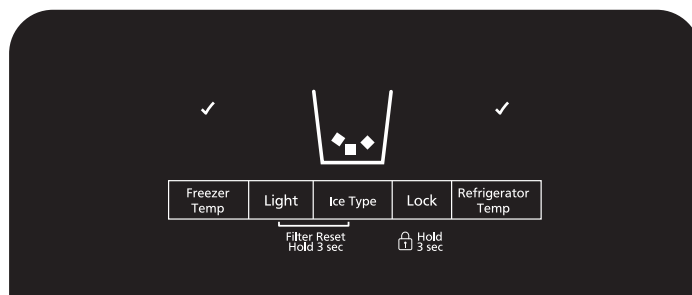 Freezer
Temp
Light
Ice Type
Lock
Refrigerator
Temp
Filter Reset
Hold 3 sec
Hold
3 sec